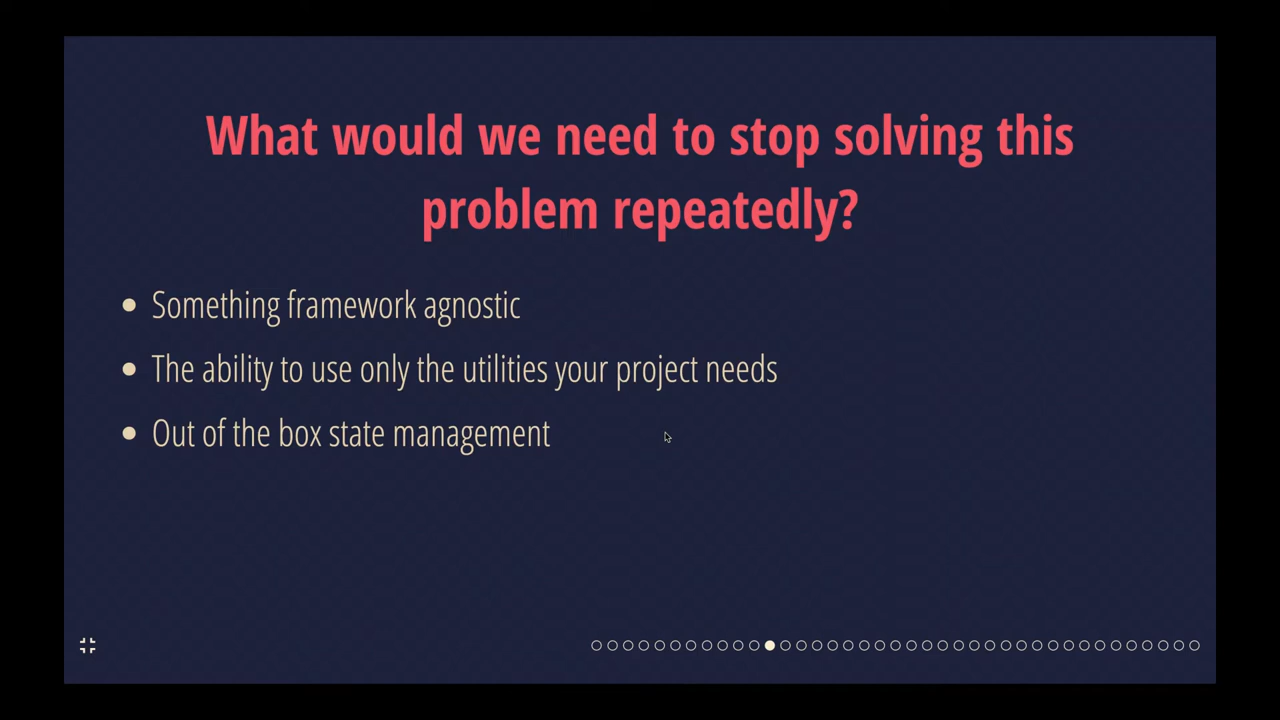 What would we need to stop solving this
problem repeatedly?
Something framework agnostic
The ability to use only the utilities your project needs
Out of the box state management